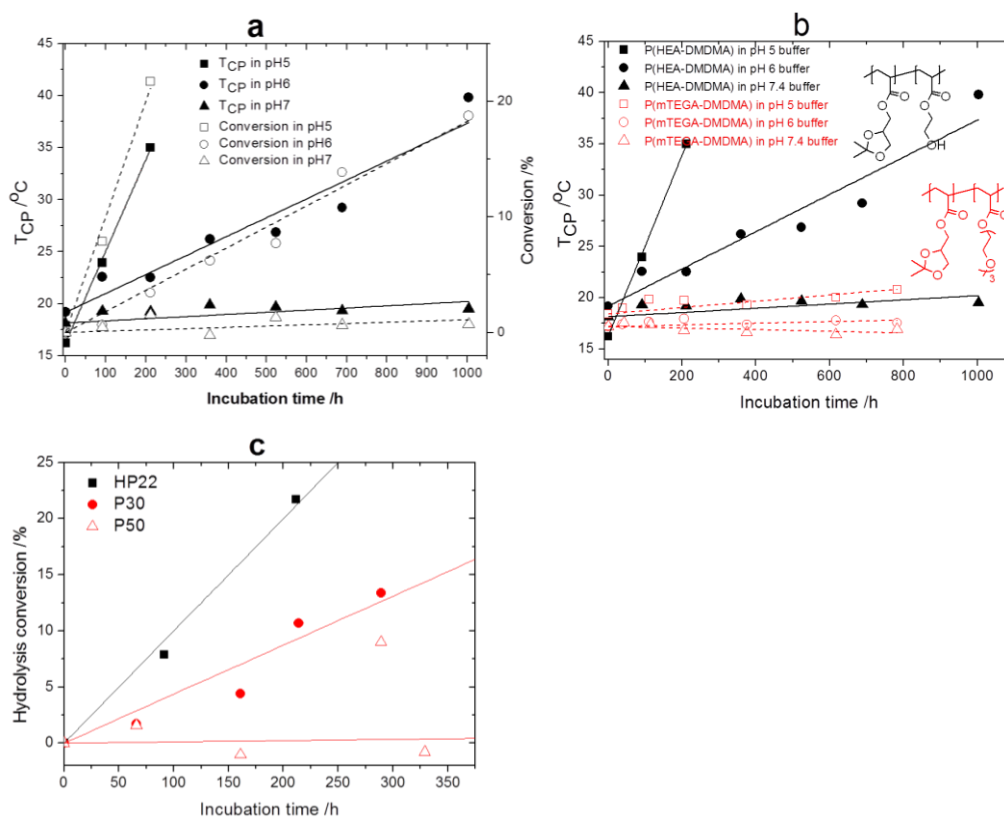 a
45
40
35
30
25
20
15
T_CP /°C
T_CP in pH5
T_CP in pH6
T_CP in pH7
Conversion in pH5
Conversion in pH6
Conversion in pH7
20
10
0
Conversion /%
0 100 200 300 400 500 600 700 800 900 1000
Incubation time /h
b
45
40
35
30
25
20
15
T_CP /°C
P(HEA-DMDMA) in pH 5 buffer
P(HEA-DMDMA) in pH 6 buffer
P(HEA-DMDMA) in pH 7.4 buffer
P(mTEGA-DMDMA) in pH 5 buffer
P(mTEGA-DMDMA) in pH 6 buffer
P(mTEGA-DMDMA) in pH 7.4 buffer
O O O O
O O OH
O O O O
O O O
3
0 200 400 600 800 1000
Incubation time /h
c
25
20
15
10
5
0
Hydrolysis conversion /%
HP22
P30
P50
0 50 100 150 200 250 300 350
Incubation time /h